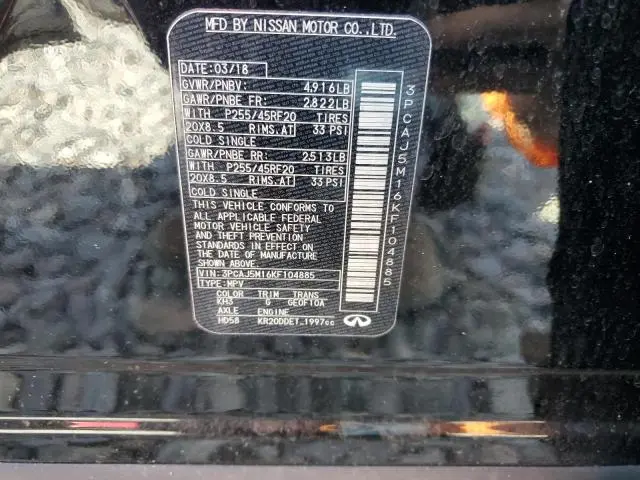 MFD BY NISSAN MOTOR CO.,LTD.
DATE: 03/18
GVWR/PNBV: 4,916LB
GAWR/PNBE FR: 2,822LB
WITH P255/45RF20 TIRES
20X8.5 RIMS,AT 33 PSI
COLD SINGLE
GAWR/PNBE RR: 2,513LB
WITH P255/45RF20 TIRES
20X8.5 RIMS,AT 33 PSI
COLD SINGLE
THIS VEHICLE CONFORMS TO
ALL APPLICABLE FEDERAL
MOTOR VEHICLE SAFETY
AND THEFT PREVENTION
STANDARDS IN EFFECT ON
THE DATE OF MANUFACTURE
SHOWN ABOVE.
VIN: 3PCAJ5M16KF104885
TYPE: MPV
COLOR TRIM TRANS
KH3 G GE0F10A
AXLE ENGINE
HD58 KR20DDET 1997cc
3PCAJ5M16KF104885